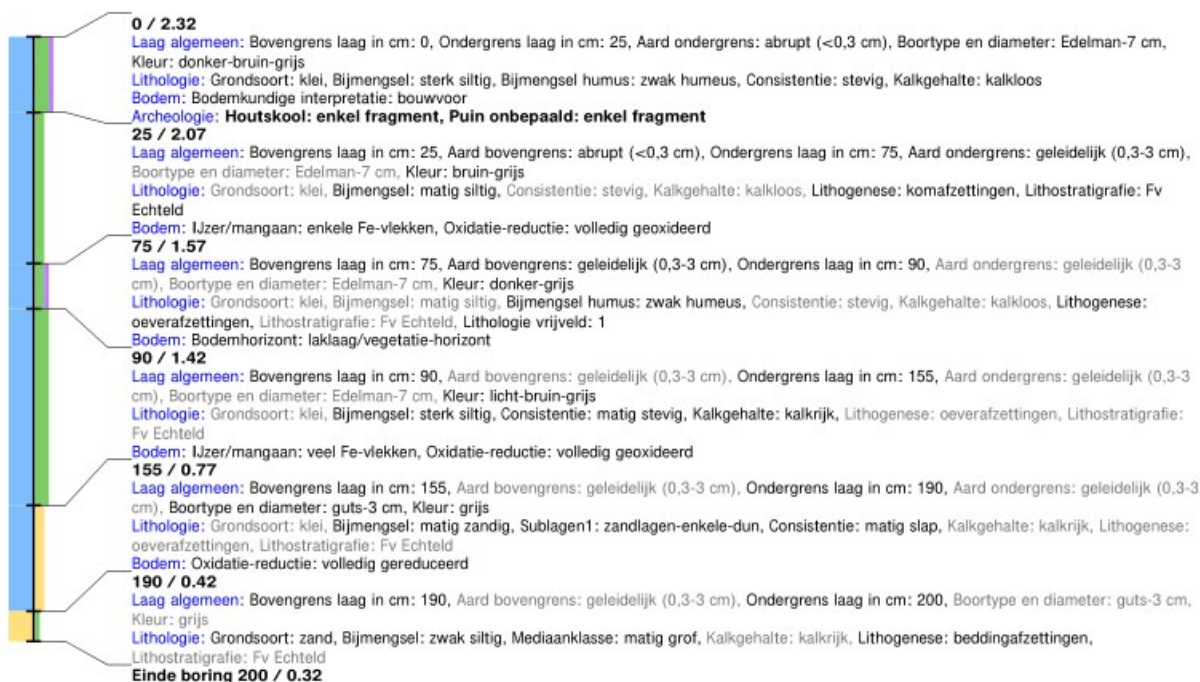 0 / 2.32
Laag algemeen: Bovengrens laag in cm: 0, Ondergrens laag in cm: 25, Aard ondergrens: abrupt (<0,3 cm), Boortype en diameter: Edelman-7 cm,
Kleur: donker-bruin-grijs
Lithologie: Grondsoort: klei, Bijmengsel: sterk siltig, Bijmengsel humus: zwak humeus, Consistentie: stevig, Kalkgehalte: kalkloos
Bodem: Bodemkundige interpretatie: bouwvoor
Archeologie: Houtskool: enkel fragment, Puin onbepaald: enkel fragment
25 / 2.07
Laag algemeen: Bovengrens laag in cm: 25, Aard bovengrens: abrupt (<0,3 cm), Ondergrens laag in cm: 75, Aard ondergrens: geleidelijk (0,3-3 cm),
Boortype en diameter: Edelman-7 cm, Kleur: bruin-grijs
Lithologie: Grondsoort: klei, Bijmengsel: matig siltig, Consistentie: stevig, Kalkgehalte: kalkloos, Lithogenese: komafzettingen, Lithostratigrafie: Fv
Echteld
Bodem: IJzer/mangaan: enkele Fe-vlekken, Oxidatie-reductie: volledig geoxideerd
75 / 1.57
Laag algemeen: Bovengrens laag in cm: 75, Aard bovengrens: geleidelijk (0,3-3 cm), Ondergrens laag in cm: 90, Aard ondergrens: geleidelijk (0,3-3
cm), Boortype en diameter: Edelman-7 cm, Kleur: donker-grijs
Lithologie: Grondsoort: klei, Bijmengsel: matig siltig, Bijmengsel humus: zwak humeus, Consistentie: stevig, Kalkgehalte: kalkloos, Lithogenese:
oeverafzettingen, Lithostratigrafie: Fv Echteld, Lithologie vrijveld: 1
Bodem: Bodemhorizont: laklaag/vegetatie-horizont
90 / 1.42
Laag algemeen: Bovengrens laag in cm: 90, Aard bovengrens: geleidelijk (0,3-3 cm), Ondergrens laag in cm: 155, Aard ondergrens: geleidelijk (0,3-3
cm), Boortype en diameter: Edelman-7 cm, Kleur: licht-bruin-grijs
Lithologie: Grondsoort: klei, Bijmengsel: sterk siltig, Consistentie: matig stevig, Kalkgehalte: kalkrijk, Lithogenese: oeverafzettingen, Lithostratigrafie:
Fv Echteld
Bodem: IJzer/mangaan: veel Fe-vlekken, Oxidatie-reductie: volledig geoxideerd
155 / 0.77
Laag algemeen: Bovengrens laag in cm: 155, Aard bovengrens: geleidelijk (0,3-3 cm), Ondergrens laag in cm: 190, Aard ondergrens: geleidelijk (0,3-3
cm), Boortype en diameter: guts-3 cm, Kleur: grijs
Lithologie: Grondsoort: klei, Bijmengsel: matig zandig, Sublagen1: zandlagen-enkele-dun, Consistentie: matig slap, Kalkgehalte: kalkrijk, Lithogenese:
oeverafzettingen, Lithostratigrafie: Fv Echteld
Bodem: Oxidatie-reductie: volledig gereduceerd
190 / 0.42
Laag algemeen: Bovengrens laag in cm: 190, Aard bovengrens: geleidelijk (0,3-3 cm), Ondergrens laag in cm: 200, Boortype en diameter: guts-3 cm,
Kleur: grijs
Lithologie: Grondsoort: zand, Bijmengsel: zwak siltig, Mediaanklasse: matig grof, Kalkgehalte: kalkrijk, Lithogenese: beddingafzettingen,
Lithostratigrafie: Fv Echteld
Einde boring 200 / 0.32